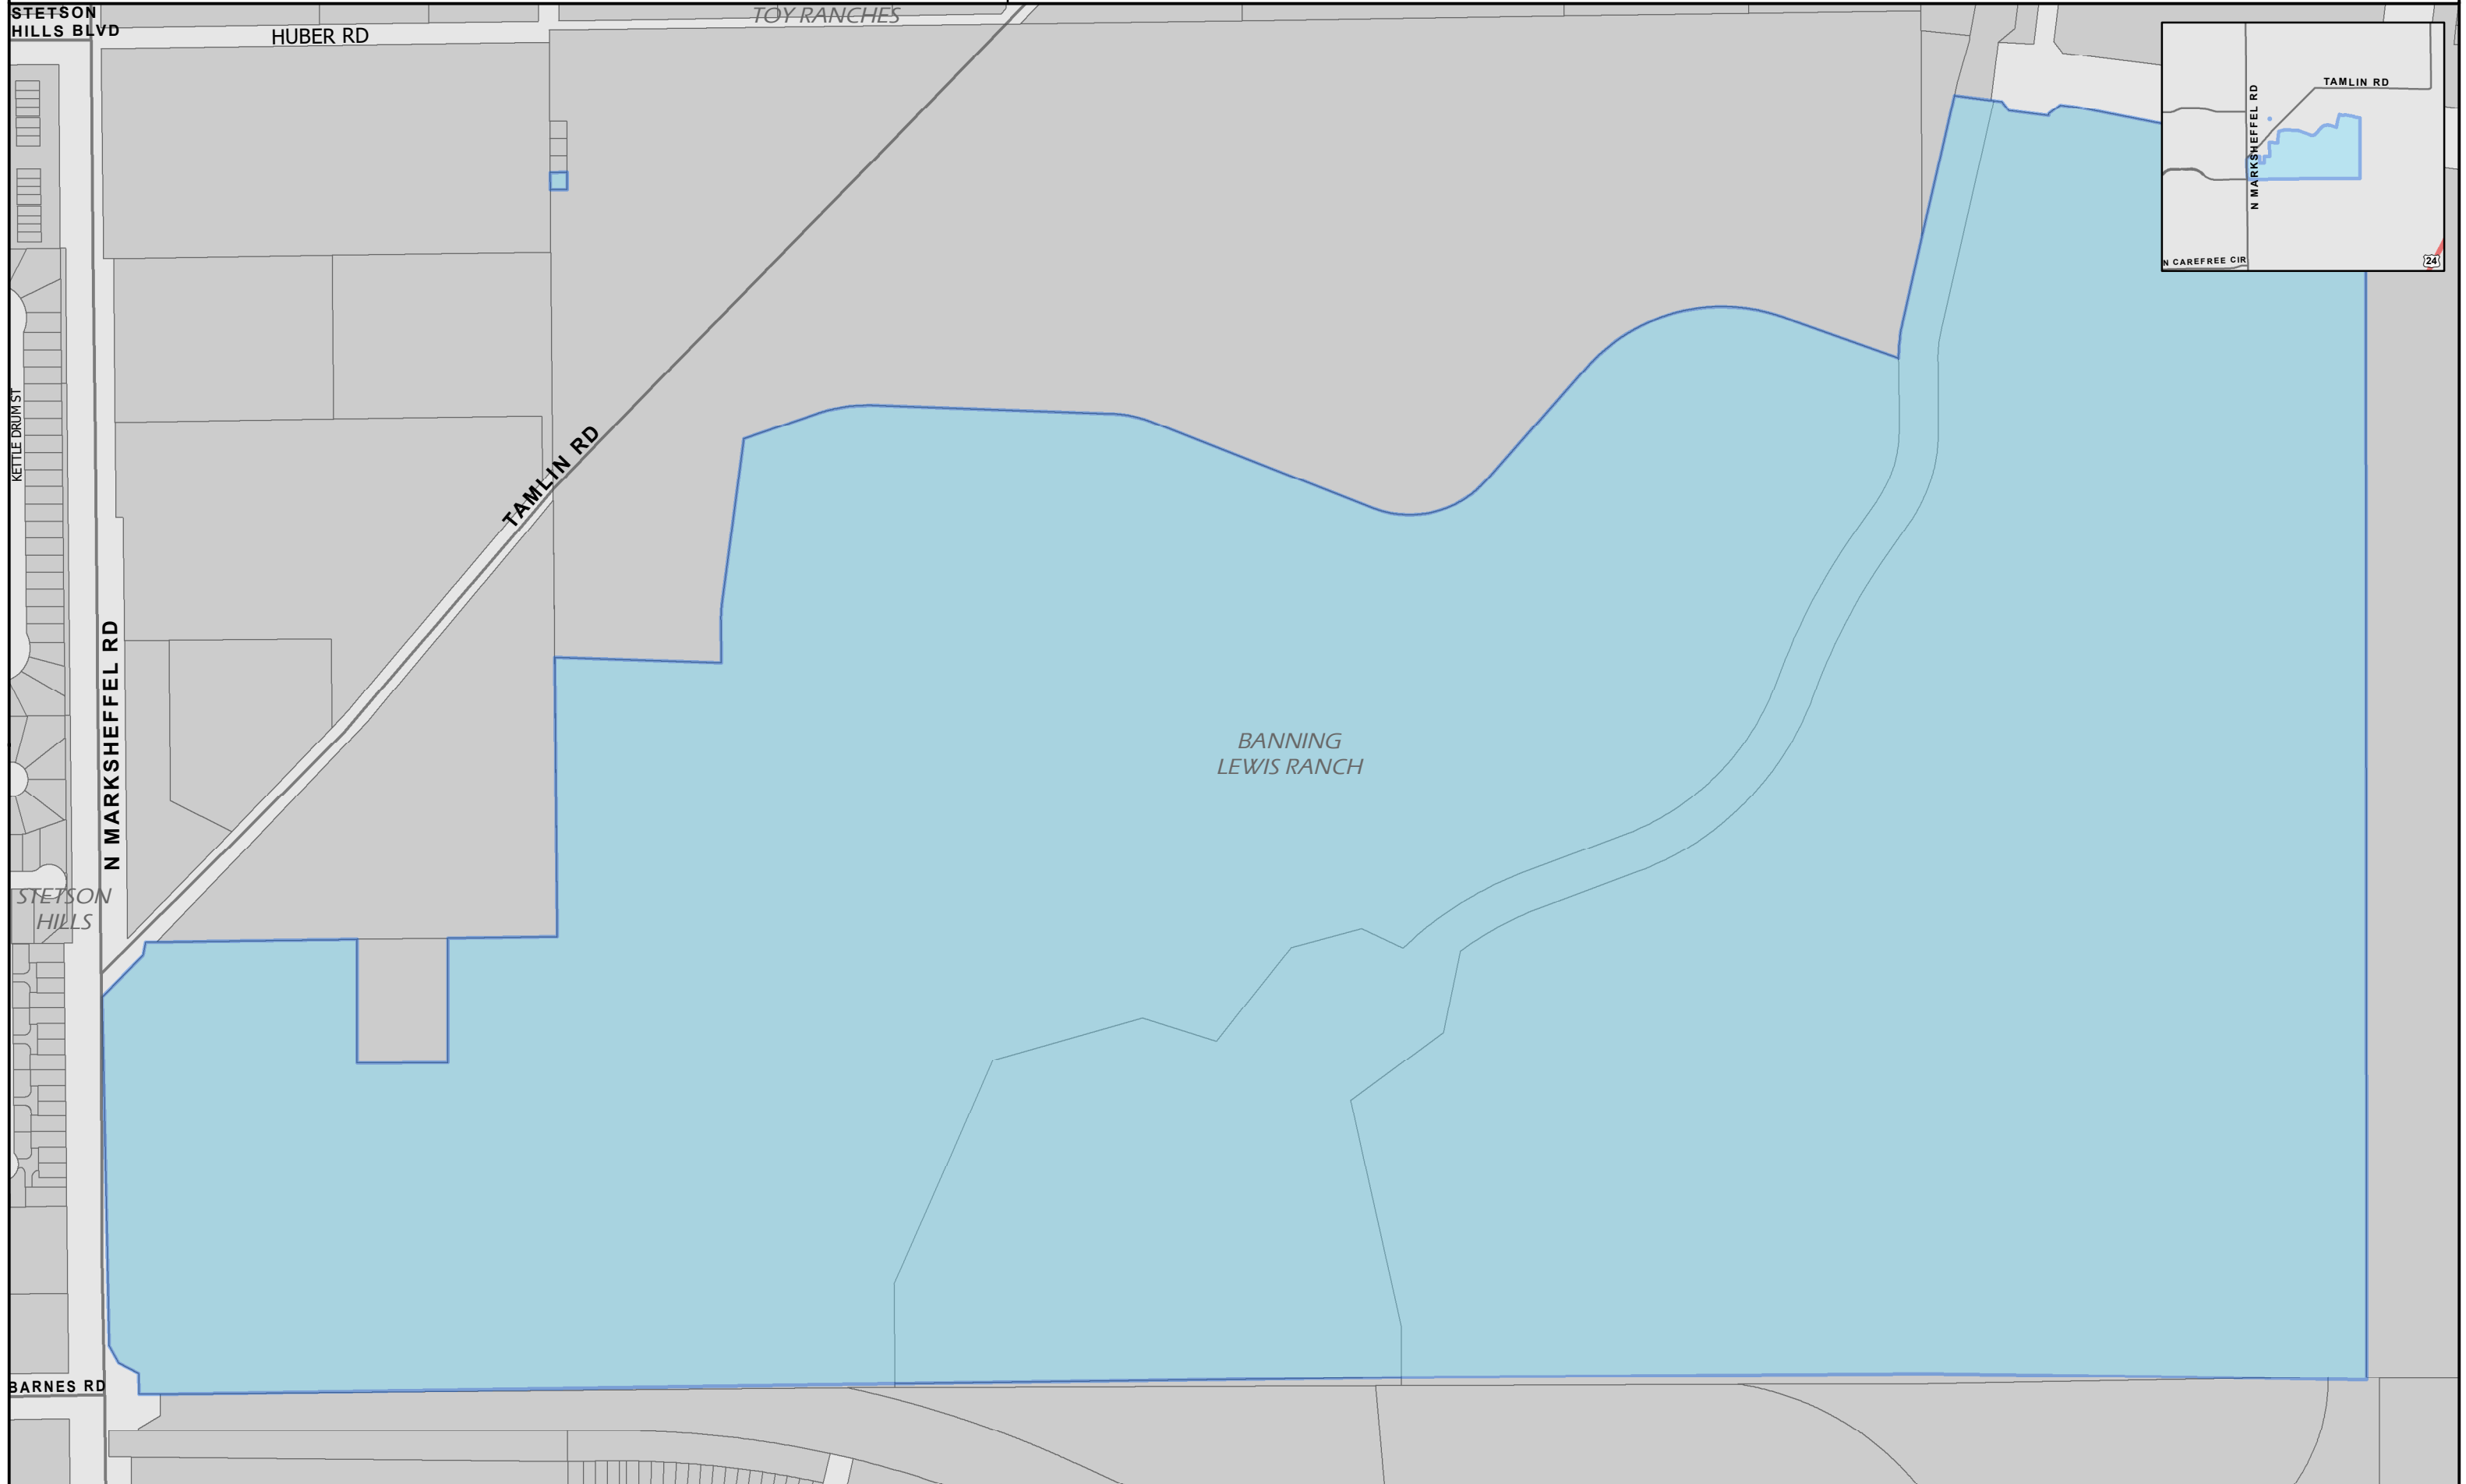 STETSON
HILLS BLVD
HUBER RD
TOY RANCHES
TAMLIN RD
N MARKSHEFFEL RD
N CAREFREE CIR
24
KETTLE DRUM ST
TAMLIN RD
N MARKSHEFFEL RD
BANNING
LEWIS RANCH
STETSON
HILLS
BARNES RD